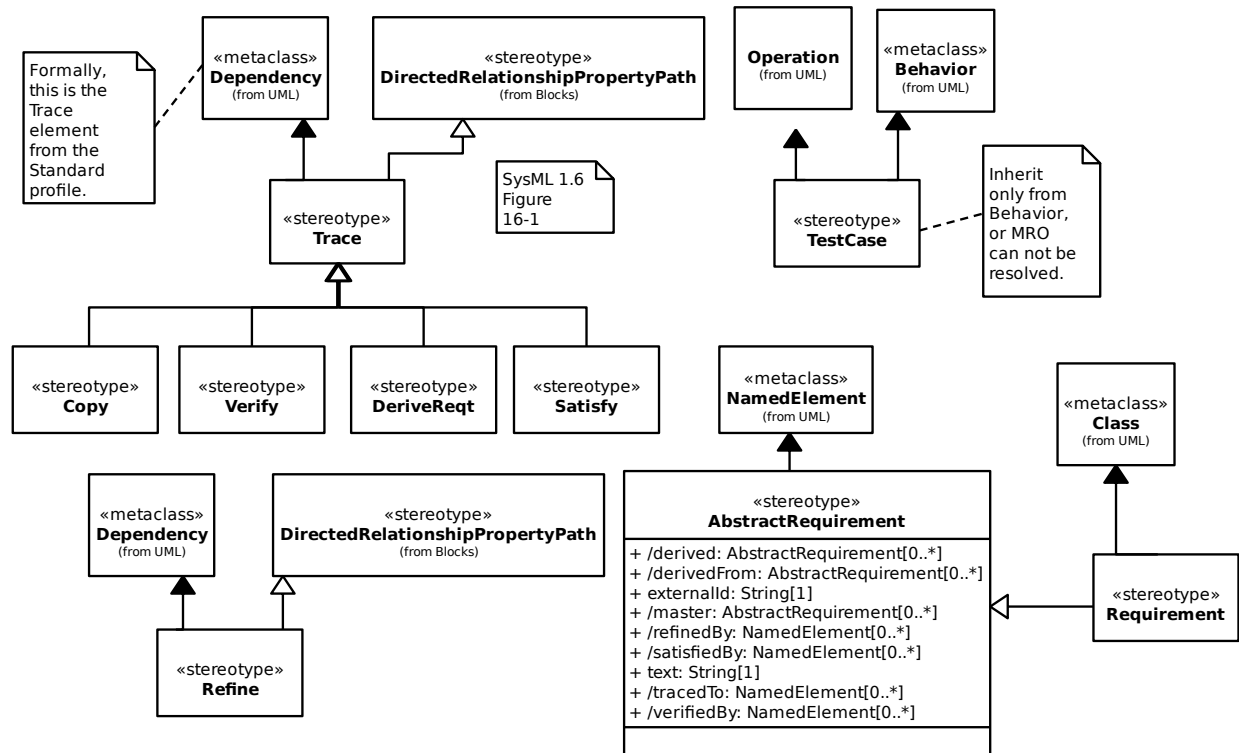 Formally,
this is the
Trace
element
from the
Standard
profile.
«metaclass»
Dependency
(from UML)
«stereotype»
DirectedRelationshipPropertyPath
(from Blocks)
Operation
(from UML)
«metaclass»
Behavior
(from UML)
«stereotype»
Trace
SysML 1.6
Figure
16-1
«stereotype»
TestCase
Inherit
only from
Behavior,
or MRO
can not be
resolved.
«stereotype»
Copy
«stereotype»
Verify
«stereotype»
DeriveReqt
«stereotype»
Satisfy
«metaclass»
NamedElement
(from UML)
«metaclass»
Class
(from UML)
«metaclass»
Dependency
(from UML)
«stereotype»
DirectedRelationshipPropertyPath
(from Blocks)
«stereotype»
AbstractRequirement
+ /derived: AbstractRequirement[0..*]
+ /derivedFrom: AbstractRequirement[0..*]
+ externalId: String[1]
+ /master: AbstractRequirement[0..*]
+ /refinedBy: NamedElement[0..*]
+ /satisfiedBy: NamedElement[0..*]
+ text: String[1]
+ /tracedTo: NamedElement[0..*]
+ /verifiedBy: NamedElement[0..*]
«stereotype»
Requirement
«stereotype»
Refine